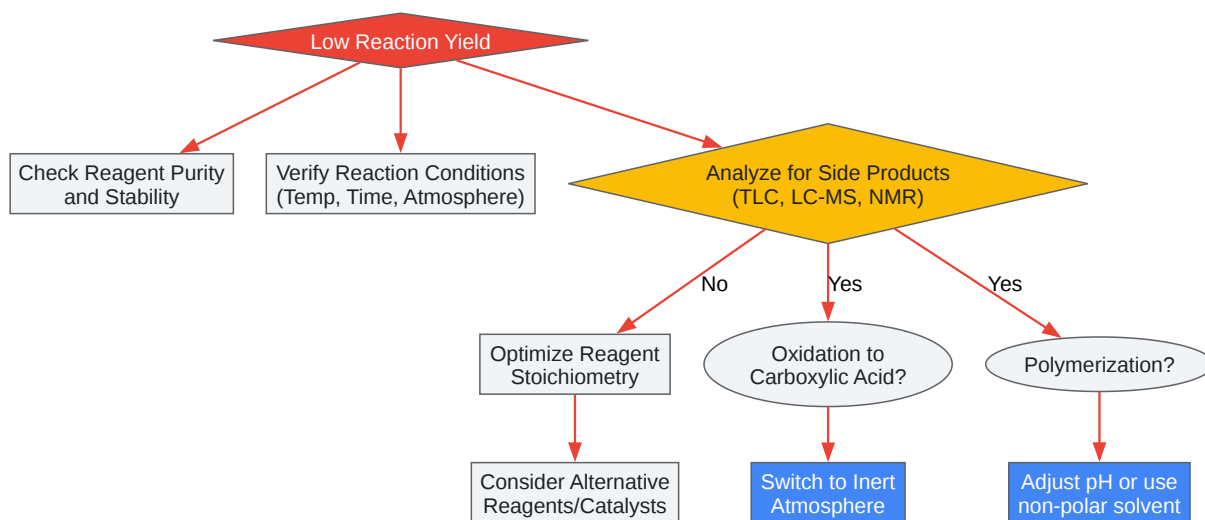 Low Reaction Yield
Check Reagent Purity
and Stability
Verify Reaction Conditions
(Temp, Time, Atmosphere)
Analyze for Side Products
(TLC, LC-MS, NMR)
No
Yes
Yes
Optimize Reagent
Stoichiometry
Oxidation to
Carboxylic Acid?
Polymerization?
Consider Alternative
Reagents/Catalysts
Switch to Inert
Atmosphere
Adjust pH or use
non-polar solvent